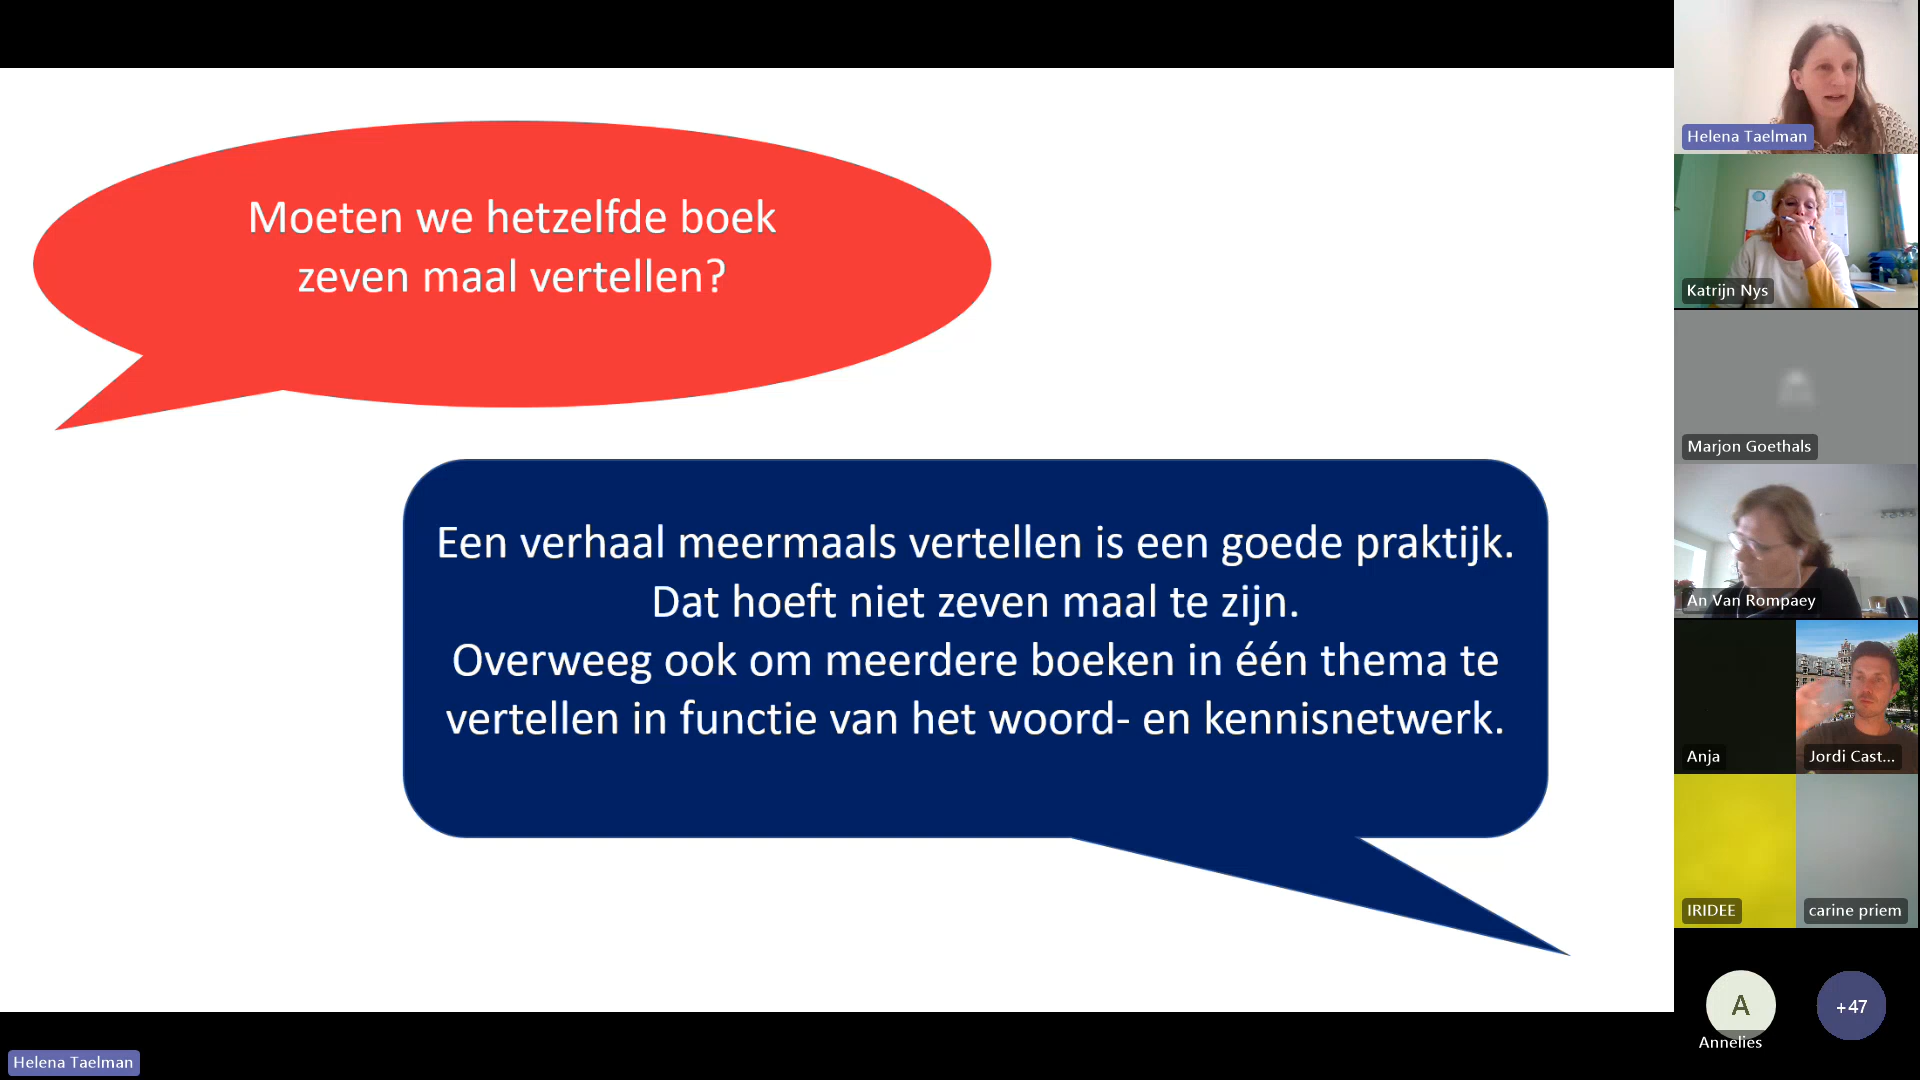 Moeten we hetzelfde boek
zeven maal vertellen?
Een verhaal meermaals vertellen is een goede praktijk.
Dat hoeft niet zeven maal te zijn.
Overweeg ook om meerdere boeken in één thema te
vertellen in functie van het woord- en kennisnetwerk.
Helena Taelman
Katrijn Nys
Marjon Goethals
An Van Rompaey
Anja
Jordi Cast...
IRIDEE
carine priem
A
Annelies
+47
Helena Taelman